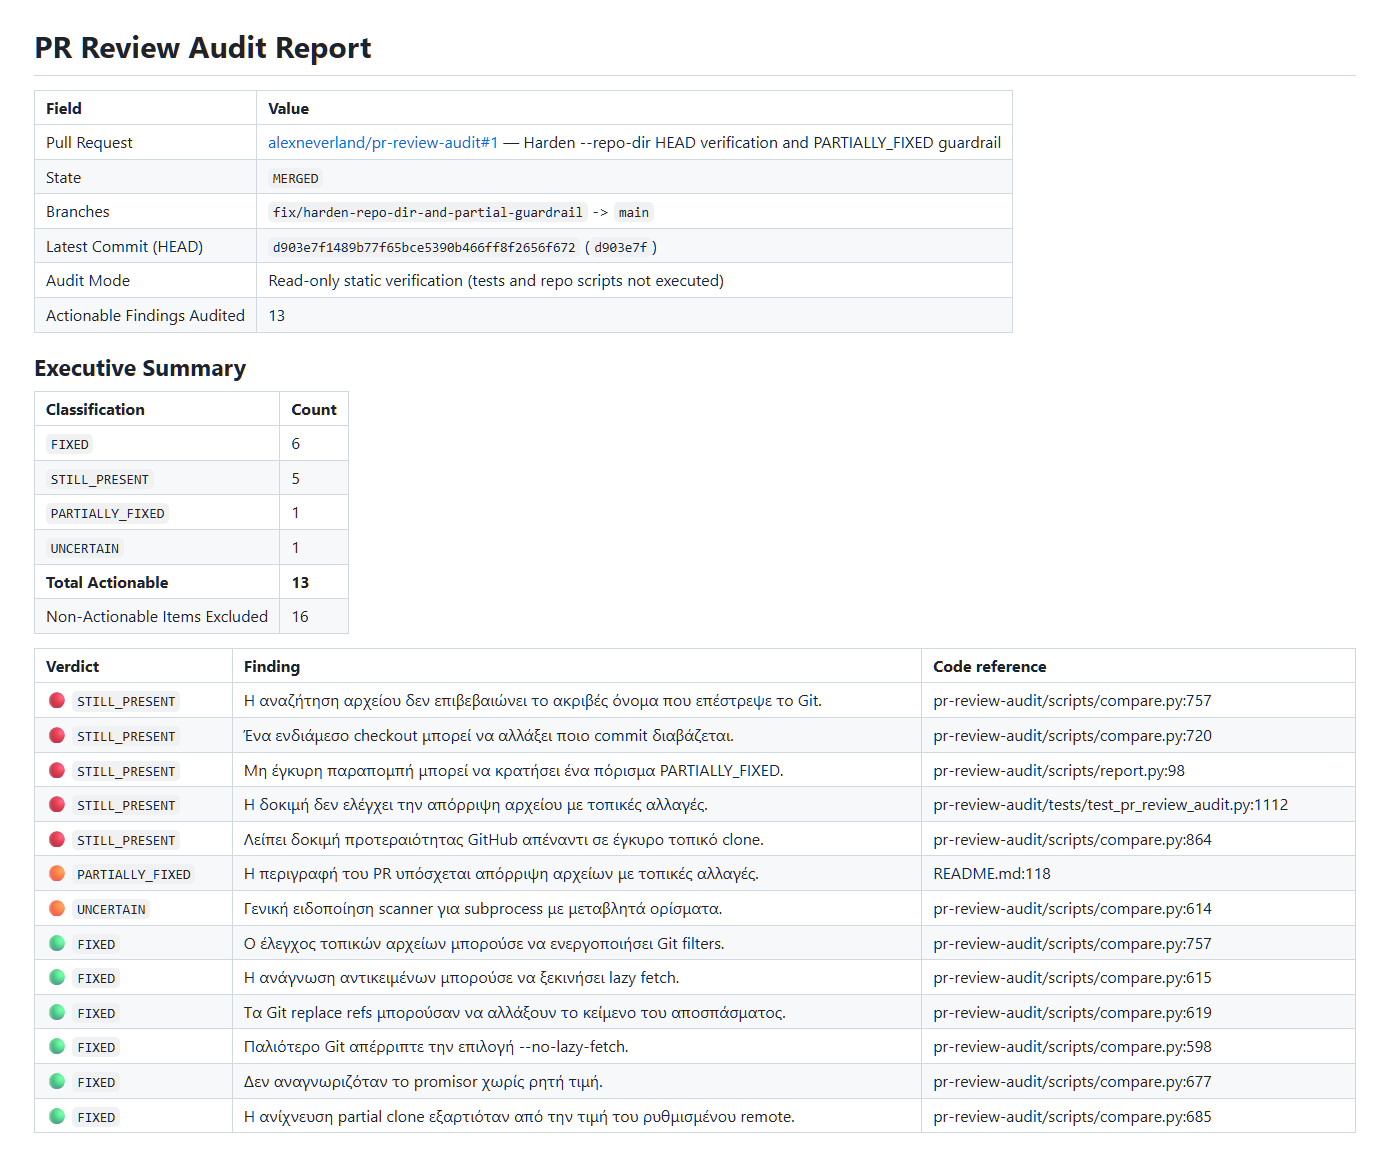 PR Review Audit Report
Field Value
Pull Request alexneverland/pr-review-audit#1 — Harden --repo-dir HEAD verification and PARTIALLY_FIXED guardrail
State MERGED
Branches fix/harden-repo-dir-and-partial-guardrail -> main
Latest Commit (HEAD) d903e7f1489b77f65bce5390b466ff8f2656f672 ( d903e7f )
Audit Mode Read-only static verification (tests and repo scripts not executed)
Actionable Findings Audited 13
Executive Summary
Classification Count
FIXED 6
STILL_PRESENT 5
PARTIALLY_FIXED 1
UNCERTAIN 1
Total Actionable 13
Non-Actionable Items Excluded 16
Verdict Finding Code reference
STILL_PRESENT Η αναζήτηση αρχείου δεν επιβεβαιώνει το ακριβές όνομα που επέστρεψε το Git. pr-review-audit/scripts/compare.py:757
STILL_PRESENT Ένα ενδιάμεσο checkout μπορεί να αλλάξει ποιο commit διαβάζεται. pr-review-audit/scripts/compare.py:720
STILL_PRESENT Μη έγκυρη παραπομπή μπορεί να κρατήσει ένα πόρισμα PARTIALLY_FIXED. pr-review-audit/scripts/report.py:98
STILL_PRESENT Η δοκιμή δεν ελέγχει την απόρριψη αρχείου με τοπικές αλλαγές. pr-review-audit/tests/test_pr_review_audit.py:1112
STILL_PRESENT Λείπει δοκιμή προτεραιότητας GitHub απέναντι σε έγκυρο τοπικό clone. pr-review-audit/scripts/compare.py:864
PARTIALLY_FIXED Η περιγραφή του PR υπόσχεται απόρριψη αρχείων με τοπικές αλλαγές. README.md:118
UNCERTAIN Γενική ειδοποίηση scanner για subprocess με μεταβλητά ορίσματα. pr-review-audit/scripts/compare.py:614
FIXED Ο έλεγχος τοπικών αρχείων μπορούσε να ενεργοποιήσει Git filters. pr-review-audit/scripts/compare.py:757
FIXED Η ανάγνωση αντικειμένων μπορούσε να ξεκινήσει lazy fetch. pr-review-audit/scripts/compare.py:615
FIXED Τα Git replace refs μπορούσαν να αλλάξουν το κείμενο του αποσπάσματος. pr-review-audit/scripts/compare.py:619
FIXED Παλιότερο Git απέρριπτε την επιλογή --no-lazy-fetch. pr-review-audit/scripts/compare.py:598
FIXED Δεν αναγνωριζόταν το promisor χωρίς ρητή τιμή. pr-review-audit/scripts/compare.py:677
FIXED Η ανίχνευση partial clone εξαρτιόταν από την τιμή του ρυθμισμένου remote. pr-review-audit/scripts/compare.py:685